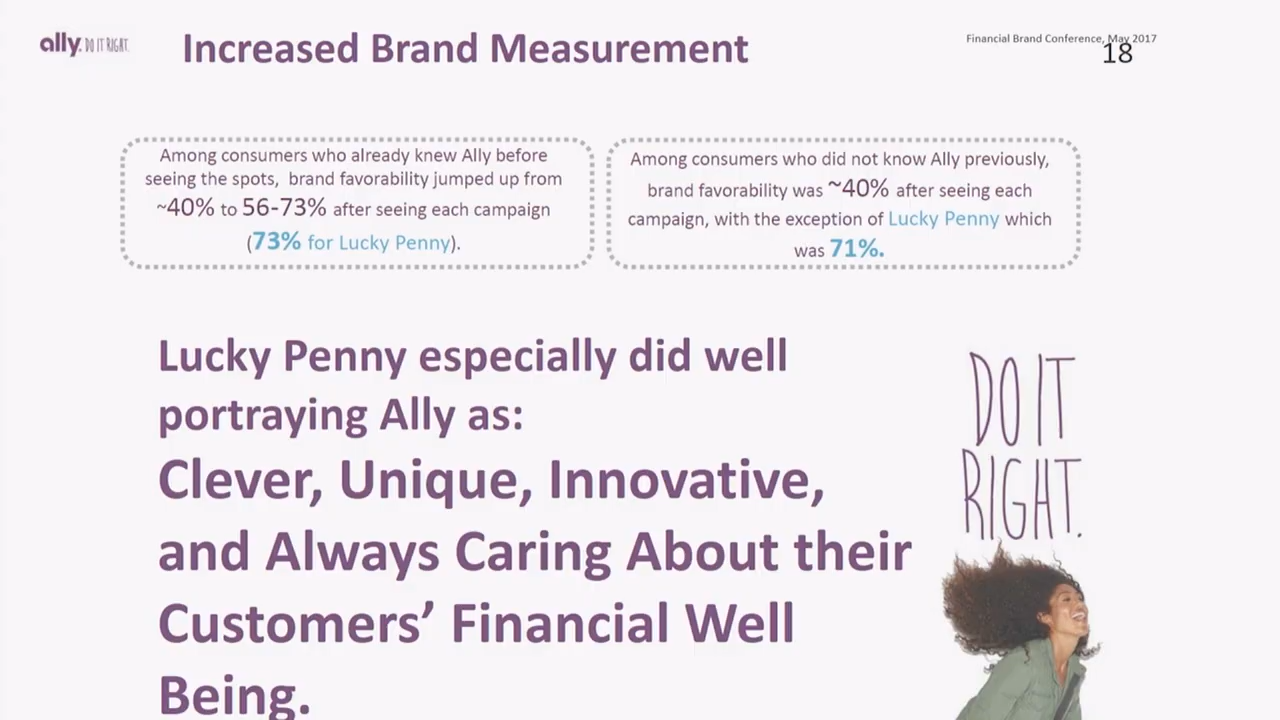 ally. DO IT RIGHT.
Increased Brand Measurement
Financial Brand Conference, May 2017
18
Among consumers who already knew Ally before
seeing the spots, brand favorability jumped up from
~40% to 56-73% after seeing each campaign
(73% for Lucky Penny).
Among consumers who did not know Ally previously,
brand favorability was ~40% after seeing each
campaign, with the exception of Lucky Penny which
was 71%.
Lucky Penny especially did well
portraying Ally as:
Clever, Unique, Innovative,
and Always Caring About their
Customers’ Financial Well
Being.
DO IT
RIGHT.